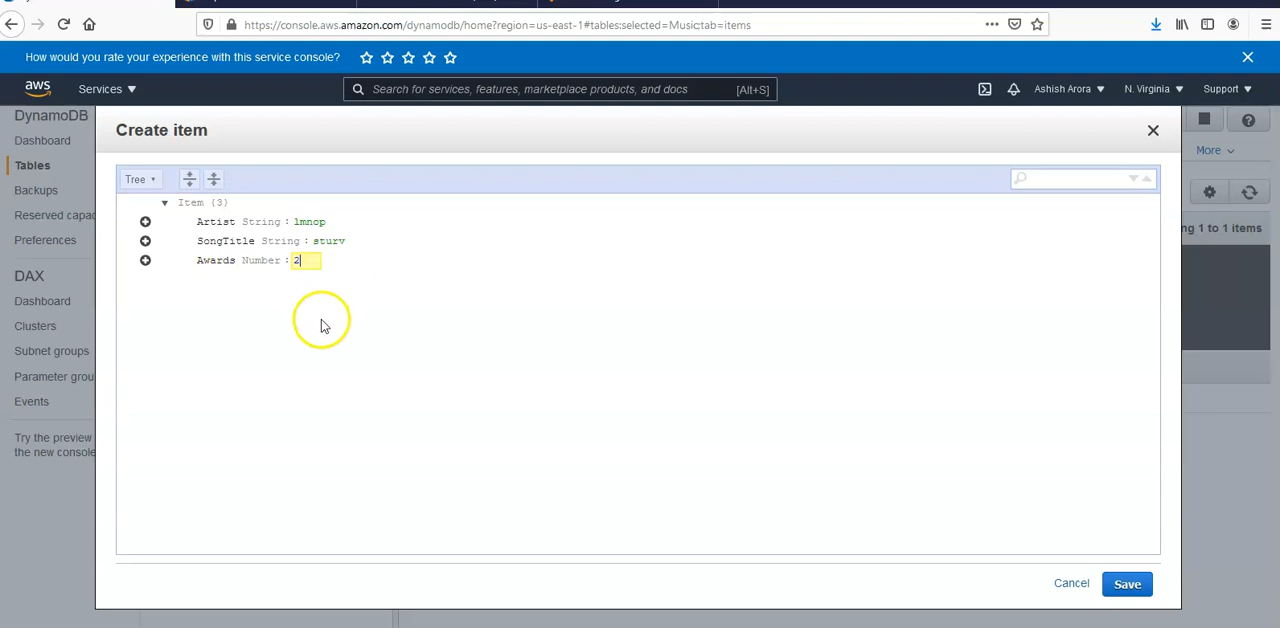 https://console.aws.amazon.com/dynamodb/home?region=us-east-1#tables:selected=Music;tab=items
How would you rate your experience with this service console?
aws Services Search for services, features, marketplace products, and docs [Alt+S] Ashish Arora N. Virginia Support
DynamoDB
Dashboard
Tables
Backups
Reserved capac
Preferences
DAX
Dashboard
Clusters
Subnet groups
Parameter grou
Events
Try the preview
the new console
Create item
Tree
Item {3}
Artist String : lmnop
SongTitle String : sturv
Awards Number : 2
Cancel Save
More
ng 1 to 1 items